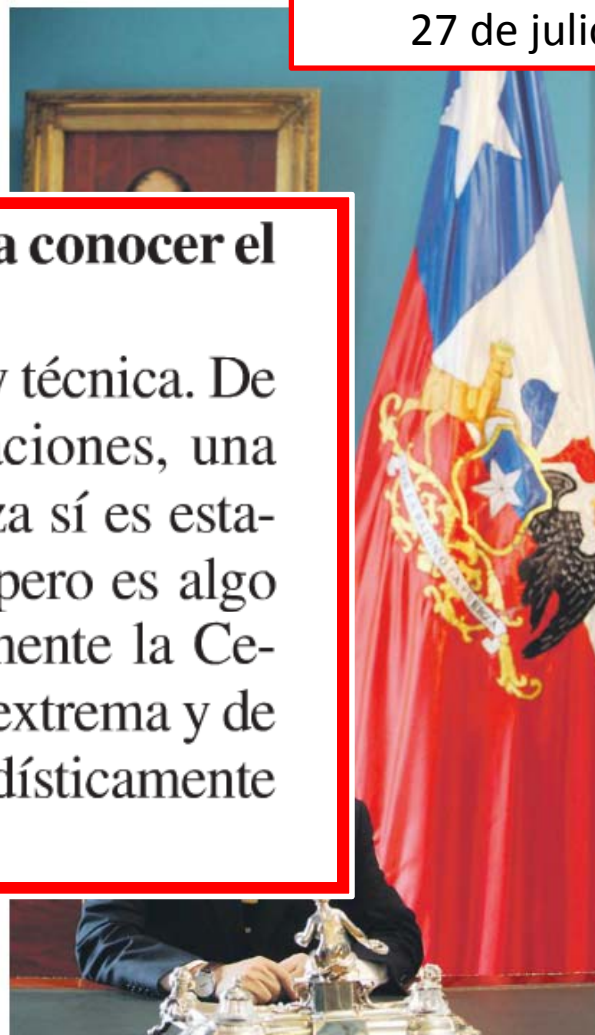 27 de julio
a conocer el
y técnica. De
aciones, una
za sí es esta-
pero es algo
mente la Ce-
extrema y de
dísticamente